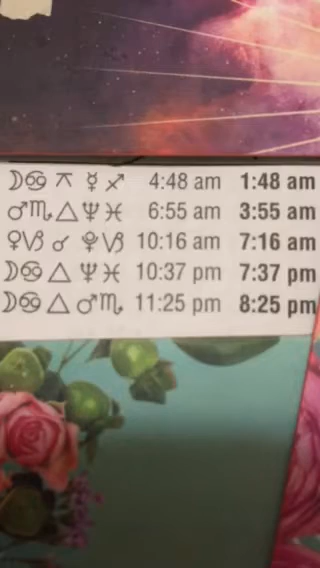 ☽♋ ⚻ ☿♐ 4:48 am 1:48 am
♂♏ △ ♆♓ 6:55 am 3:55 am
♀♑ ☌ ♇♑ 10:16 am 7:16 am
☽♋ △ ♆♓ 10:37 pm 7:37 pm
☽♋ △ ♂♏ 11:25 pm 8:25 pm